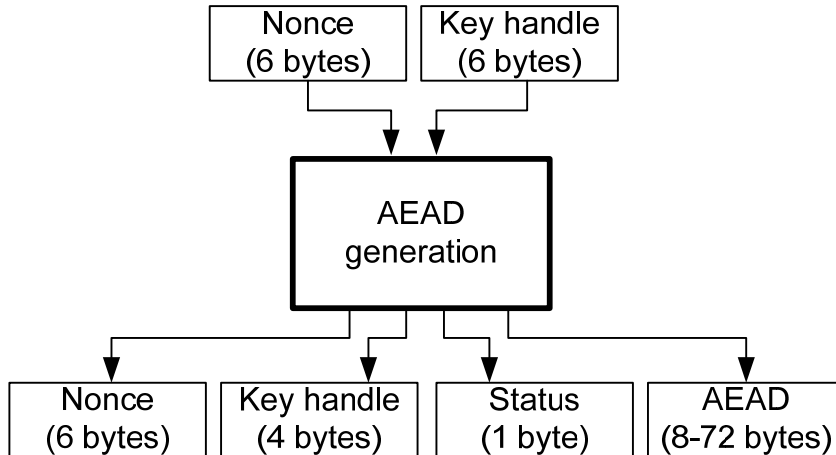 Nonce
(6 bytes)
Key handle
(6 bytes)
AEAD
generation
Nonce
(6 bytes)
Key handle
(4 bytes)
Status
(1 byte)
AEAD
(8-72 bytes)